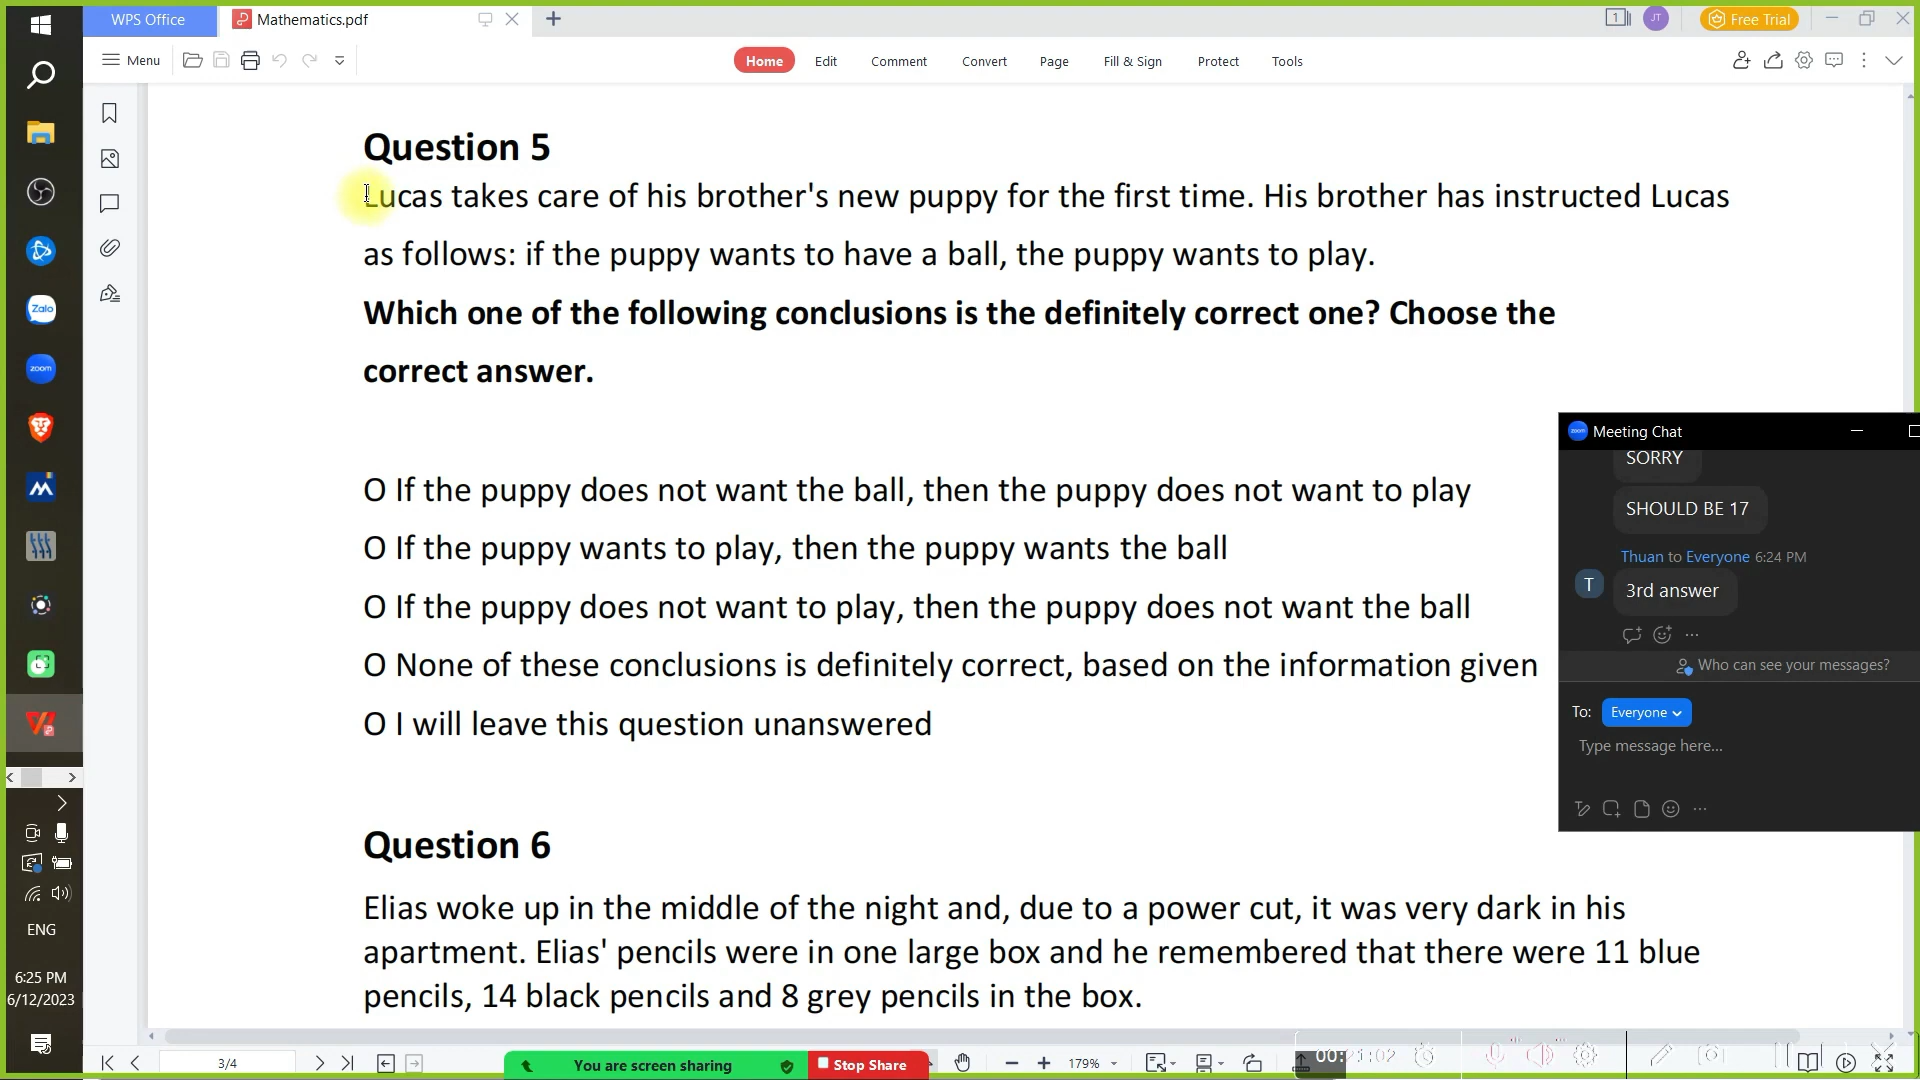 WPS Office
Mathematics.pdf
1
JT
Free Trial
Menu
Home
Edit
Comment
Convert
Page
Fill & Sign
Protect
Tools
Question 5
Lucas takes care of his brother's new puppy for the first time. His brother has instructed Lucas
as follows: if the puppy wants to have a ball, the puppy wants to play.
Which one of the following conclusions is the definitely correct one? Choose the
correct answer.
O If the puppy does not want the ball, then the puppy does not want to play
O If the puppy wants to play, then the puppy wants the ball
O If the puppy does not want to play, then the puppy does not want the ball
O None of these conclusions is definitely correct, based on the information given
O I will leave this question unanswered
Question 6
Elias woke up in the middle of the night and, due to a power cut, it was very dark in his
apartment. Elias' pencils were in one large box and he remembered that there were 11 blue
pencils, 14 black pencils and 8 grey pencils in the box.
zoom
Meeting Chat
SORRY
SHOULD BE 17
Thuan to Everyone 6:24 PM
T
3rd answer
Who can see your messages?
To:
Everyone
Type message here...
Zalo
zoom
ENG
6:25 PM
6/12/2023
3/4
You are screen sharing
Stop Share
179%